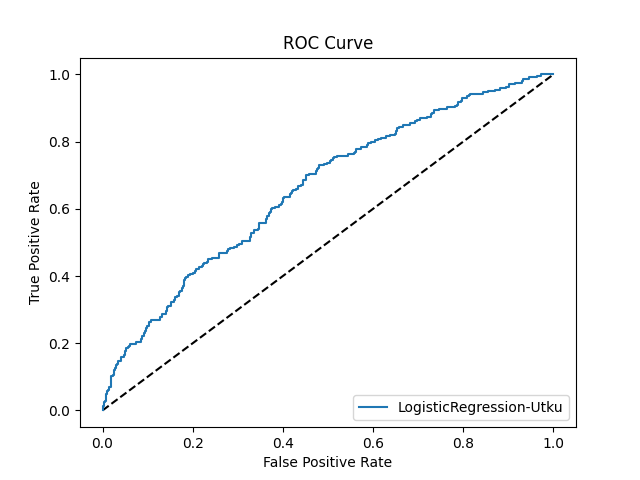 ROC Curve
True Positive Rate
1.0
0.8
0.6
0.4
0.2
0.0
0.0 0.2 0.4 0.6 0.8 1.0
False Positive Rate
LogisticRegression-Utku